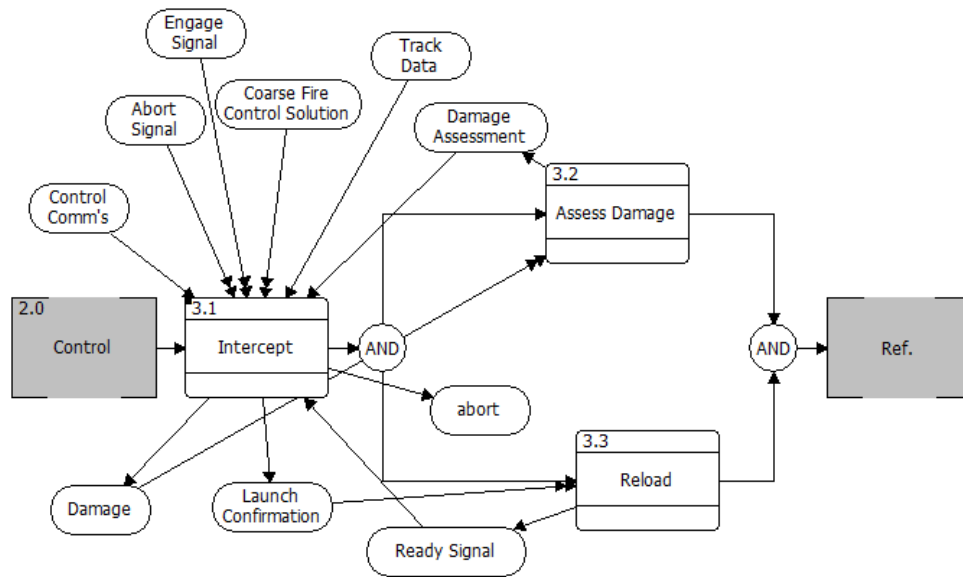 Engage
Signal
Track
Data
Coarse Fire
Control Solution
Abort
Signal
Damage
Assessment
3.2
Assess Damage
Control
Comm's
2.0
Control
3.1
Intercept
AND
AND
Ref.
abort
3.3
Reload
Damage
Launch
Confirmation
Ready Signal